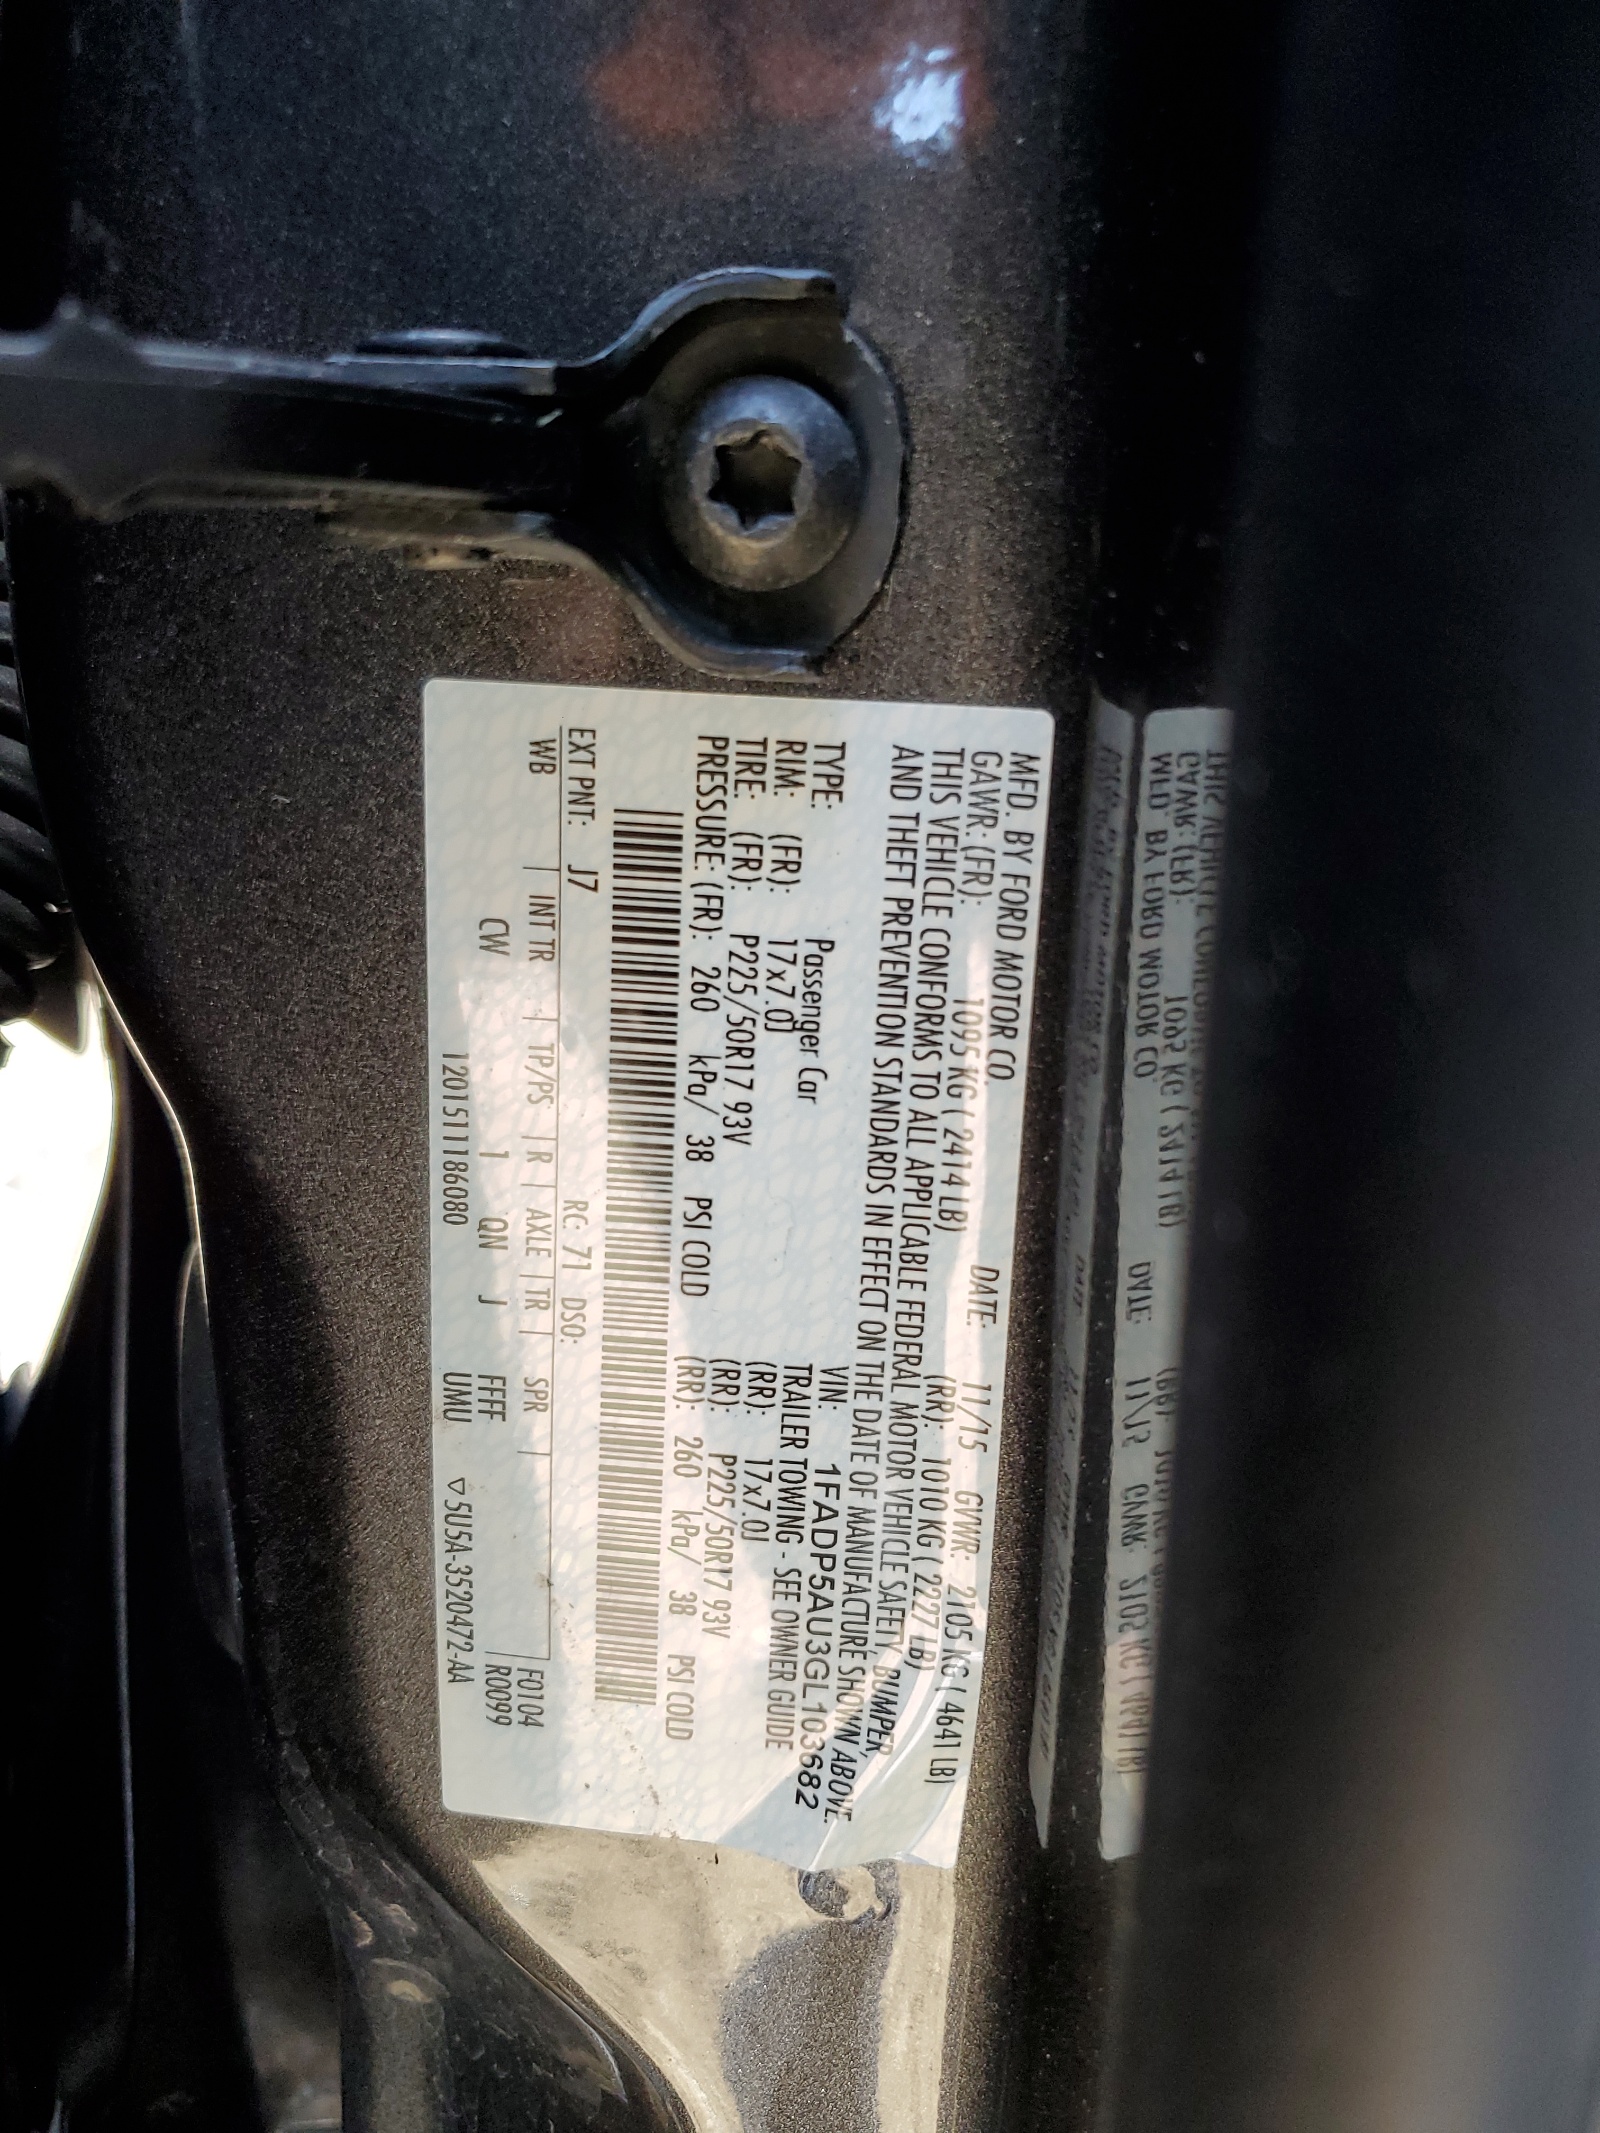 MFD. BY FORD MOTOR CO.
DATE: 11/15 GVWR: 2105 KG ( 4641 LB)
GAWR: (FR): 1095 KG ( 2414 LB) (RR): 1010 KG ( 2227 LB)
THIS VEHICLE CONFORMS TO ALL APPLICABLE FEDERAL MOTOR VEHICLE SAFETY, BUMPER,
AND THEFT PREVENTION STANDARDS IN EFFECT ON THE DATE OF MANUFACTURE SHOWN ABOVE.
VIN: 1FADP5AU3GL103682
TYPE: Passenger Car TRAILER TOWING - SEE OWNER GUIDE
RIM: (FR): 17x7.0J (RR): 17x7.0J
TIRE: (FR): P225/50R17 93V (RR): P225/50R17 93V
PRESSURE: (FR): 260 kPa/ 38 PSI COLD (RR): 260 kPa/ 38 PSI COLD
EXT PNT: J7 RC: 71 DSO:
WB | INT TR | TP/PS | R | AXLE | TR | SPR | F0104
CW 1 QN J FFFF R0099
1201511186080 UMU ▽5U5A-3520472-AA